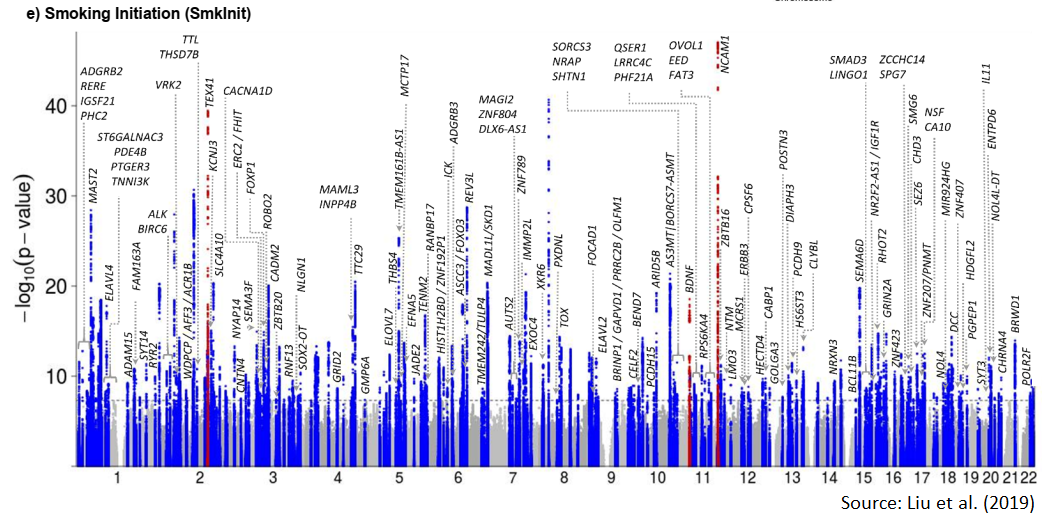 e) Smoking Initiation (SmkInit)
−log10(p − value)
40
30
20
10
ADGRB2
RERE
IGSF21
PHC2
MAST2
ST6GALNAC3
PDE4B
PTGER3
TNNI3K
ELAVL4
ADAM15
FAM163A
SYT14
RYR2
ALK
BIRC6
VRK2
TTL
THSD7B
WDPCP / AFF3 / ACR1B
TEX41
KCNJ3
SLC4A10
CACNA1D
ERC2 / FHIT
FOXP1
ROBO2
NYAP14
CNTN4
SEMA3F
CADM2
ZBTB20
RNF13
SOX2-OT
NLGN1
MAML3
INPP4B
GRID2
TTC29
GMP6A
ELOVL7
THBS4
TMEM161B-AS1
MCTP17
EFNA5
JADE2
TENM2
RANBP17
HIST1H2BD / ZNF192P1
ICK
ADGRB3
ASCC3 / FOXO3
REV3L
TMEM242/TULP4
MAD1L1/SKD1
MAGI2
ZNF804
DLX6-AS1
AUTS2
ZNF789
IMMP2L
EXOC4
XKR6
PXDNL
TOX
SORCS3
NRAP
SHTN1
FOCAD1
ELAVL2
BRNN1/ GAPVD1 / PRRC2B / OLFM1
CELF2
BEND7
PCDH15
ARID5B
AS3MT|BORCS7-ASMT
QSER1
LRRC4C
PHF21A
BDNF
OVOL1
EED
FAT3
RPS6KA4
NCAM1
ZBTB16
NTM
LMO3
MCRS1
ERBB3
CPSF6
HECTD4
CABP1
GOLGA3
POSTN3
DIAPH3
PCDH9
HS6ST3
CLYBL
NRXN3
BCL11B
SMAD3
LINGO1
SEMA6D
NR2F2-AS1 / IGF1R
RHOT2
GRIN2A
ZNF423
ZCCHC14
SPG7
SMG6
CHD3
SEZ6
NSF
CA10
ZNF207/PNMT
NOL4
MIR924HG
DCC
ZNF407
HDGFL2
PGPEP1
SYT3
IL11
ENTPD6
NOL4L-DT
CHRNA4
BRWD1
POLR2F
1 2 3 4 5 6 7 8 9 10 11 12 13 14 15 16 17 18 19 20 21 22
Source: Liu et al. (2019)